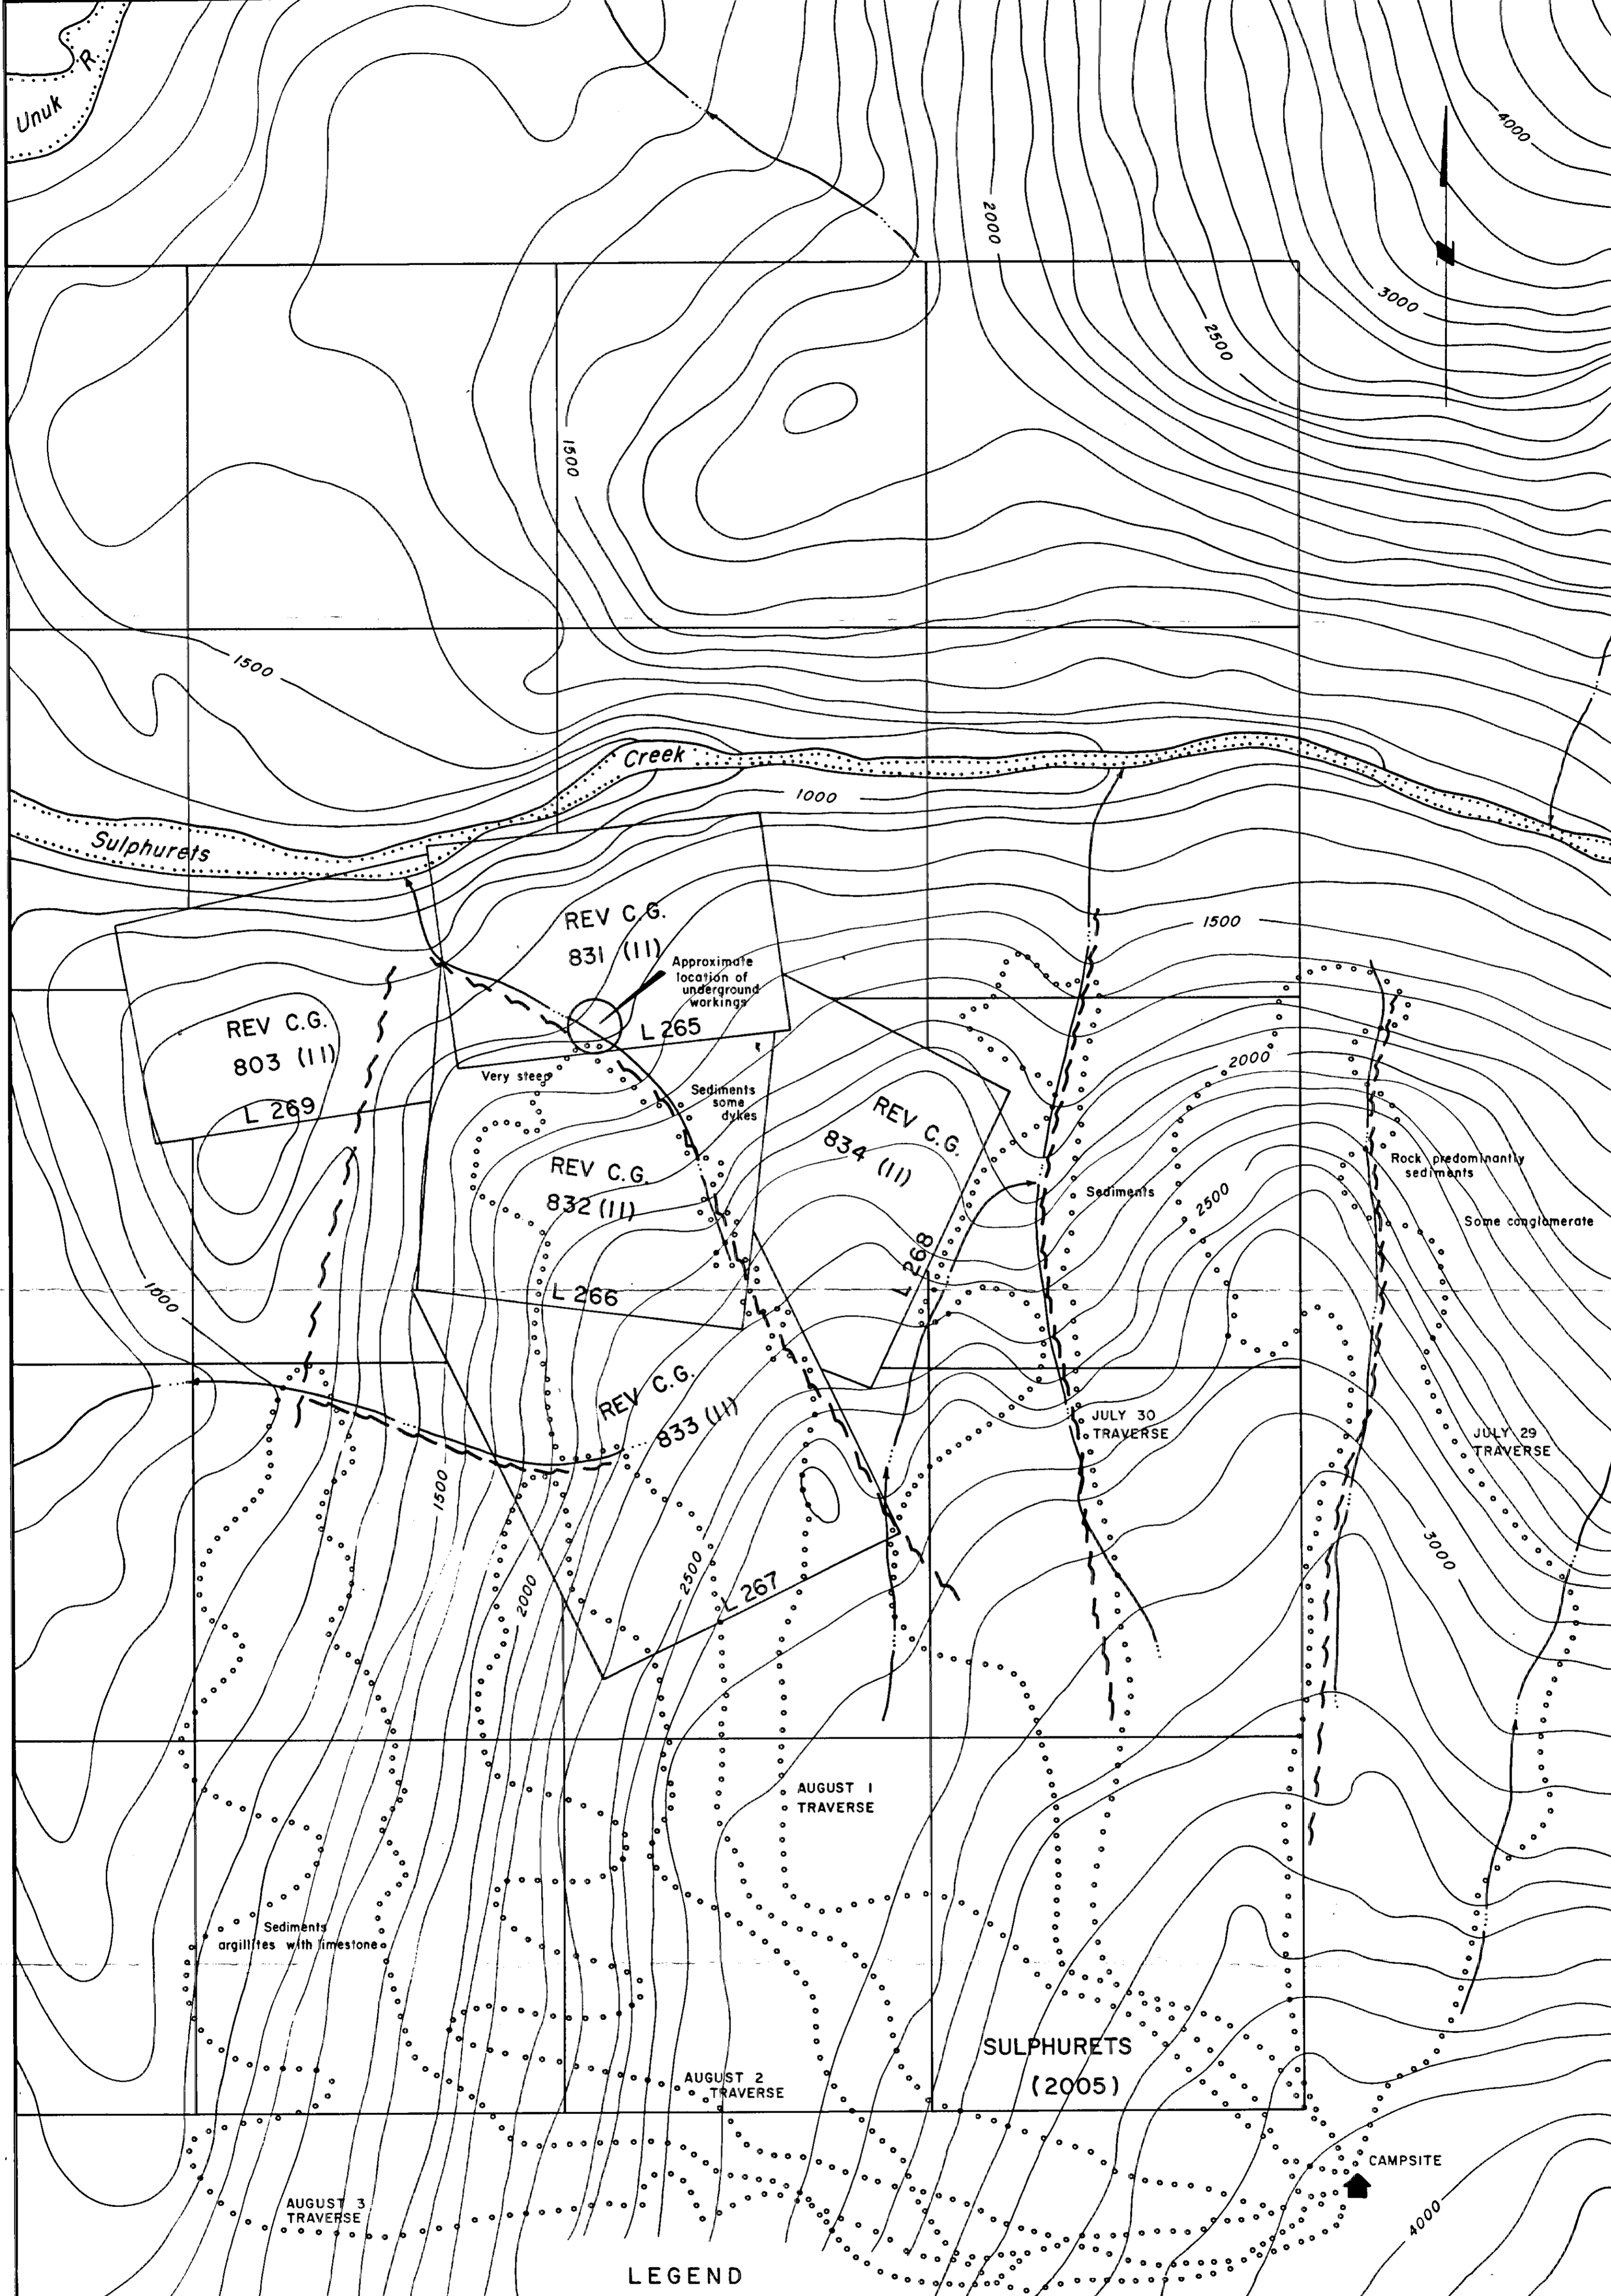 Unuk
R.
4000
2000
3000
2500
1500
1500
Creek
1000
Sulphurets
REV C.G.
831 (11)
1500
Approximate
location of
underground
workings
REV C.G.
803 (11)
L 265
Very steep
Sediments
some
dykes
2000
L 269
REV C.G.
834 (11)
Rock predominantly
sediments
REV C.G.
832 (11)
Sediments
2500
Some conglomerate
L 268
1000
L 266
REV C.G.
833 (11)
JULY 30
TRAVERSE
JULY 29
TRAVERSE
1500
2000
2500
L 267
3000
AUGUST 1
TRAVERSE
Sediments
argillites with limestone
SULPHURETS
(2005)
AUGUST 2
TRAVERSE
CAMPSITE
AUGUST 3
TRAVERSE
4000
LEGEND